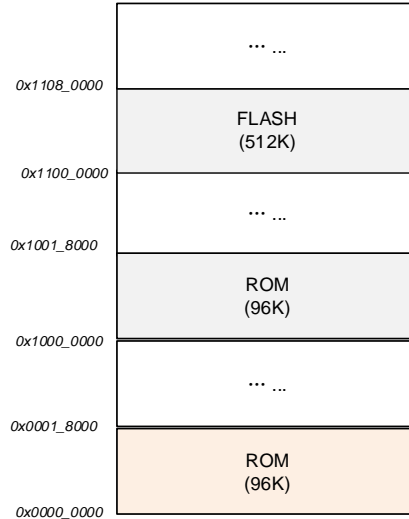 ... ...
0x1108_0000
FLASH
(512K)
0x1100_0000
... ...
0x1001_8000
ROM
(96K)
0x1000_0000
... ...
0x0001_8000
ROM
(96K)
0x0000_0000